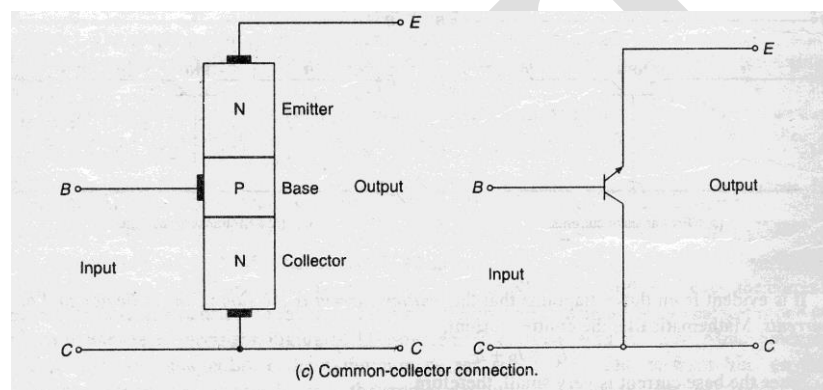 E
E
N Emitter
B P Base Output
B Output
N Collector
Input
Input
C C
C C
(c) Common-collector connection.